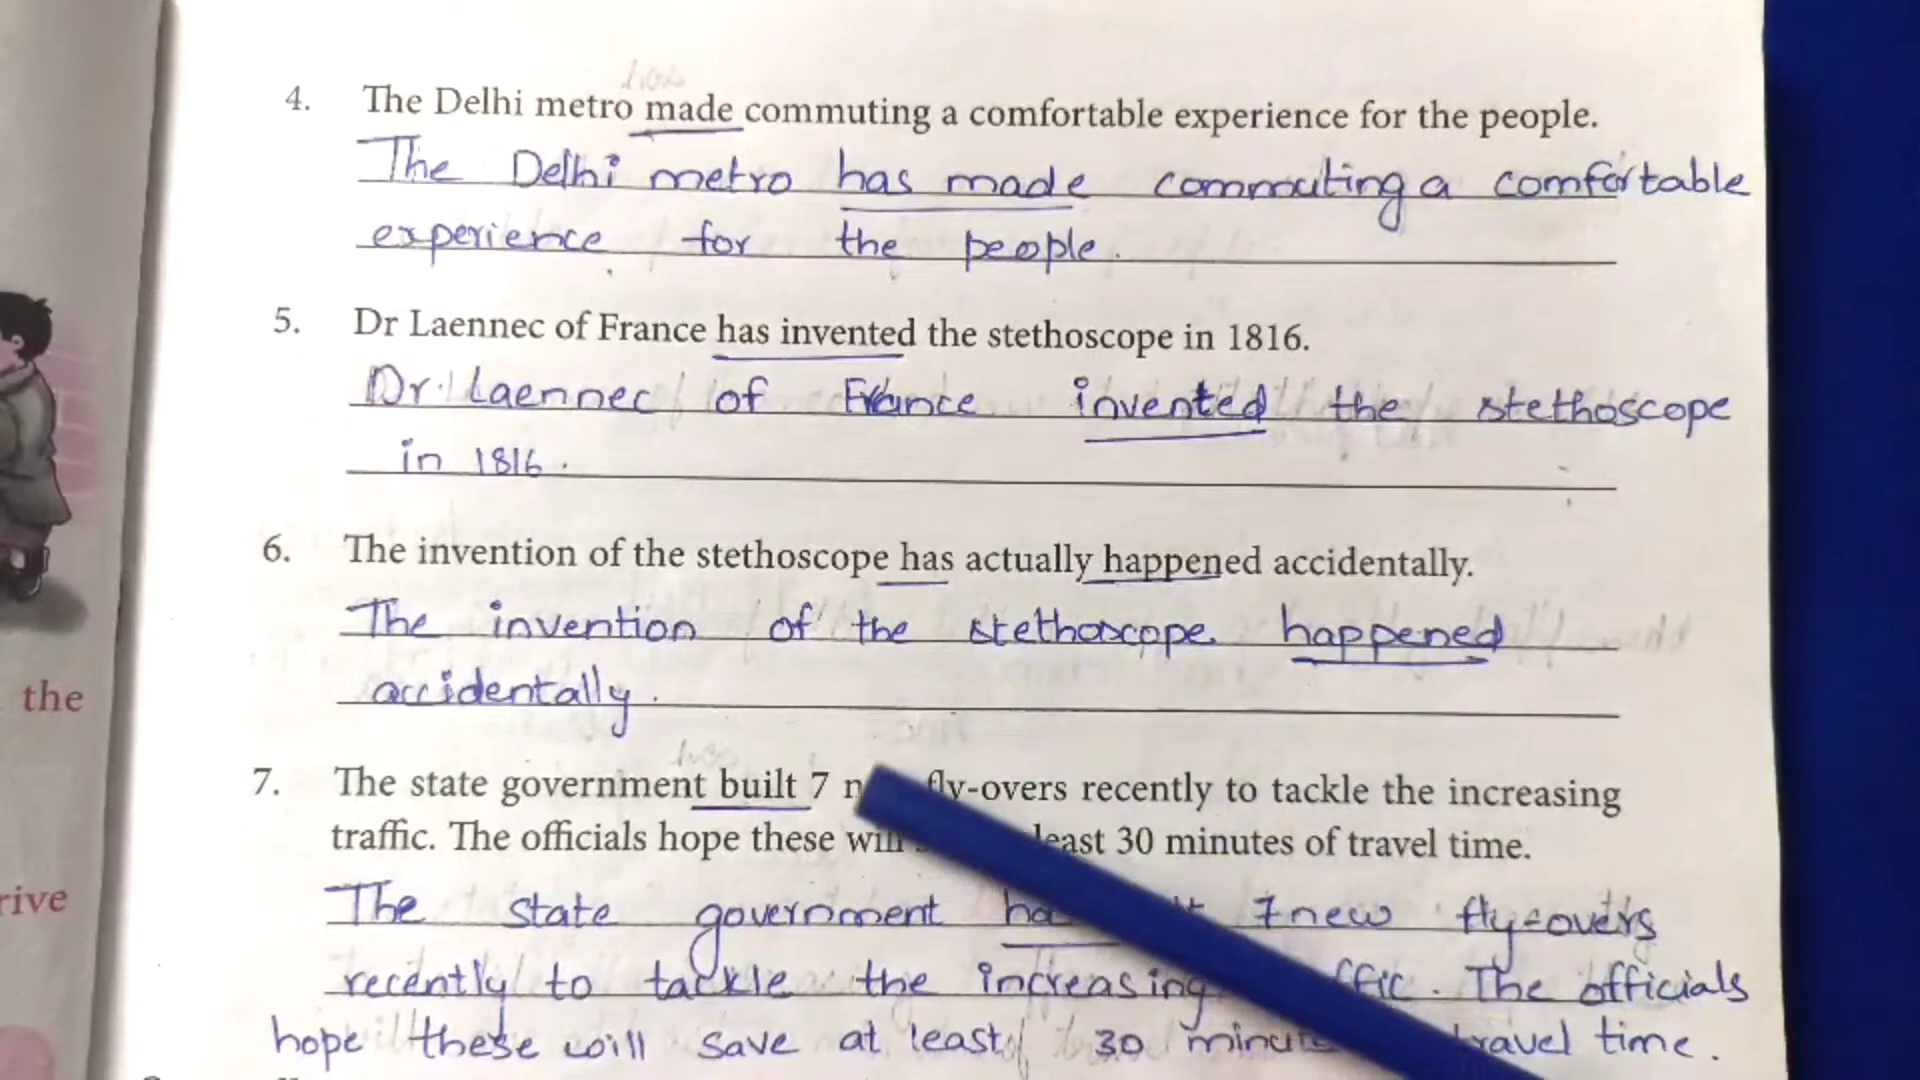 4. The Delhi metro made commuting a comfortable experience for the people.
The Delhi metro has made commuting a comfortable
experience for the people.
5. Dr Laennec of France has invented the stethoscope in 1816.
Dr. Laennec of France invented the stethoscope
in 1816.
6. The invention of the stethoscope has actually happened accidentally.
The invention of the stethoscope happened
accidentally.
the
7. The state government built 7 fly-overs recently to tackle the increasing
traffic. The officials hope these will least 30 minutes of travel time.
rive
The state government 7 new fly-overs
recently to tackle the increasing . The officials
hope these will save at least 30 travel time.